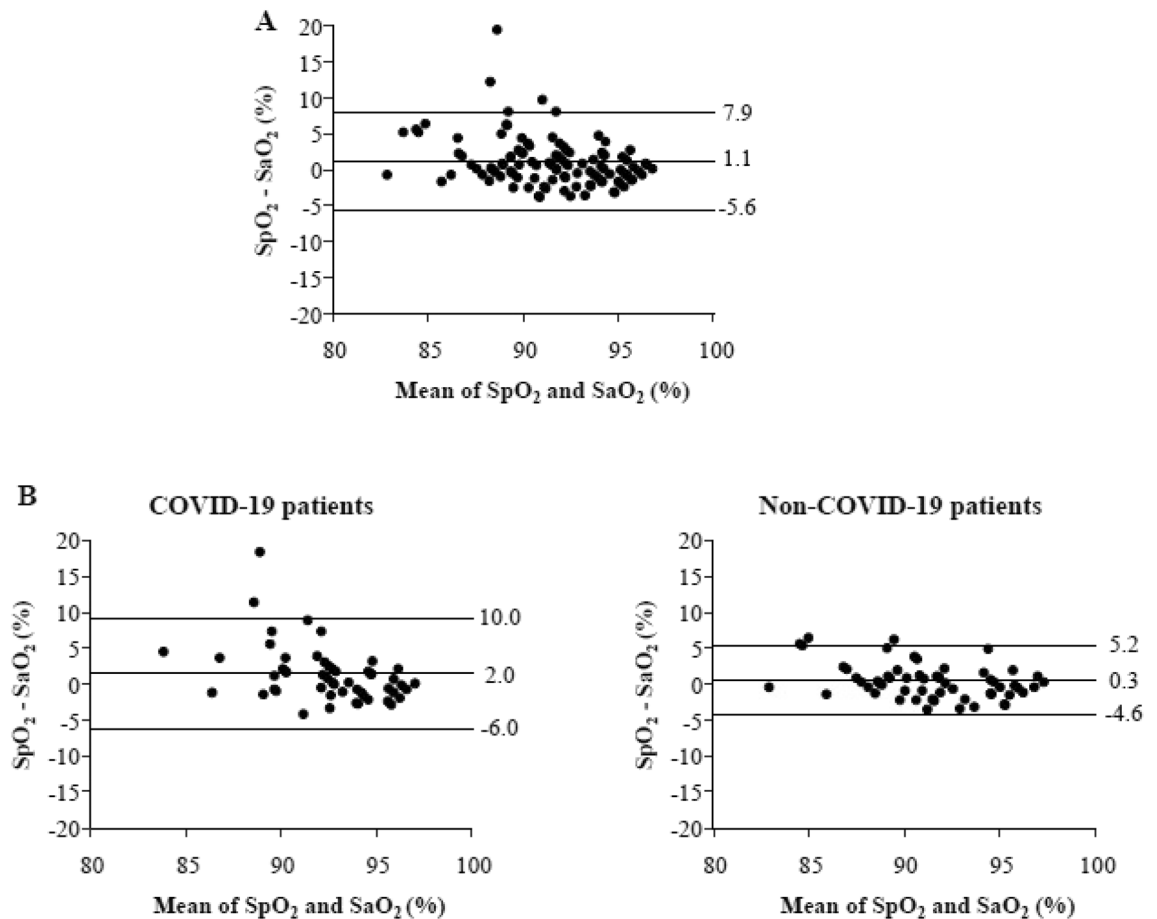 A
20
15
10
5
0
-5
-10
-15
-20
SpO₂ - SaO₂ (%)
7.9
1.1
-5.6
80 85 90 95 100
Mean of SpO₂ and SaO₂ (%)
B
COVID-19 patients
20
15
10
5
0
-5
-10
-15
-20
SpO₂ - SaO₂ (%)
10.0
2.0
-6.0
80 85 90 95 100
Mean of SpO₂ and SaO₂ (%)
Non-COVID-19 patients
20
15
10
5
0
-5
-10
-15
-20
SpO₂ - SaO₂ (%)
5.2
0.3
-4.6
80 85 90 95 100
Mean of SpO₂ and SaO₂ (%)